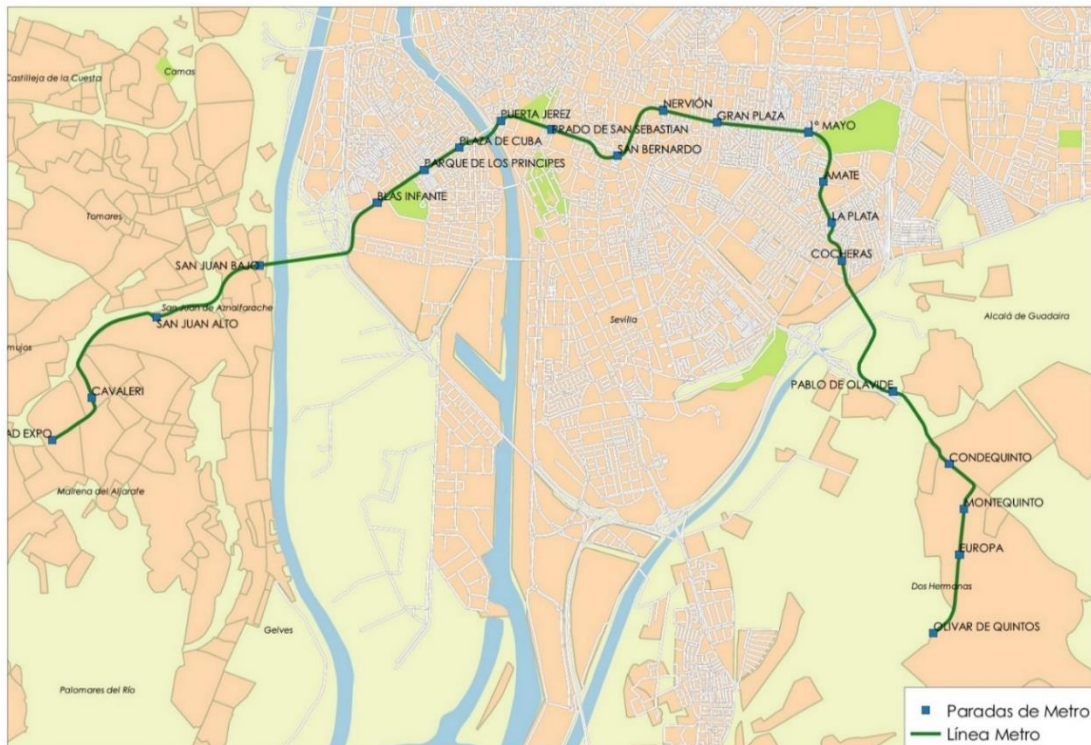 Camas
Castilleja de la Cuesta
NERVIÓN
PUERTA JEREZ
GRAN PLAZA
PRADO DE SAN SEBASTIAN
1º MAYO
PLAZA DE CUBA
SAN BERNARDO
PARQUE DE LOS PRINCIPES
AMATE
BLAS INFANTE
Tomares
LA PLATA
COCHERAS
SAN JUAN BAJO
San Juan de Aznalfarache
SAN JUAN ALTO
Sevilla
Alcalá de Guadaira
PABLO DE OLAVIDE
CAVALERI
AD EXPO
CONDEQUINTO
Mairena del Aljarafe
MONTEQUINTO
EUROPA
Dos Hermanas
Gelves
OLIVAR DE QUINTOS
Palomares del Río
Paradas de Metro
Línea Metro